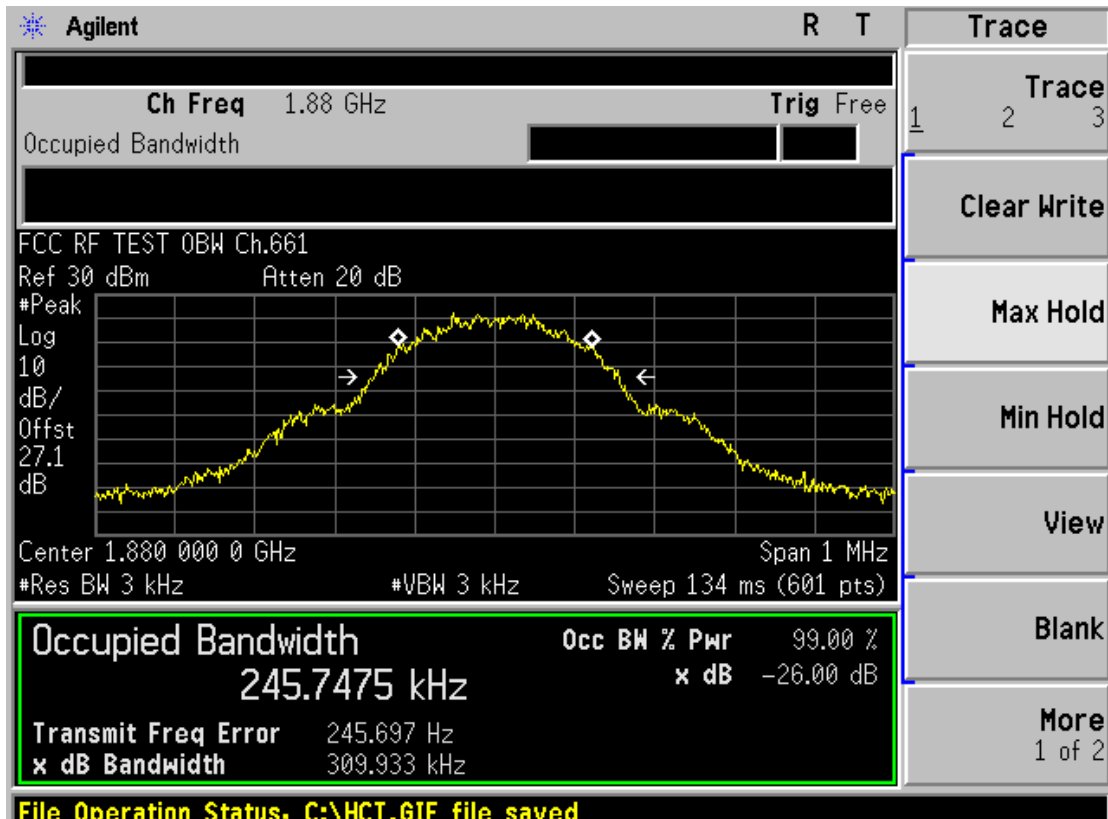 Agilent R T
Ch Freq 1.88 GHz Trig Free
Occupied Bandwidth
FCC RF TEST OBW Ch.661
Ref 30 dBm Atten 20 dB
#Peak
Log
10
dB/
Offst
27.1
dB
Center 1.880 000 0 GHz Span 1 MHz
#Res BW 3 kHz #VBW 3 kHz Sweep 134 ms (601 pts)
Occupied Bandwidth
245.7475 kHz
Occ BW % Pwr 99.00 %
x dB -26.00 dB
Transmit Freq Error 245.697 Hz
x dB Bandwidth 309.933 kHz
File Operation Status, C:\HCT.GIF file saved
Trace
Trace
1 2 3
Clear Write
Max Hold
Min Hold
View
Blank
More
1 of 2